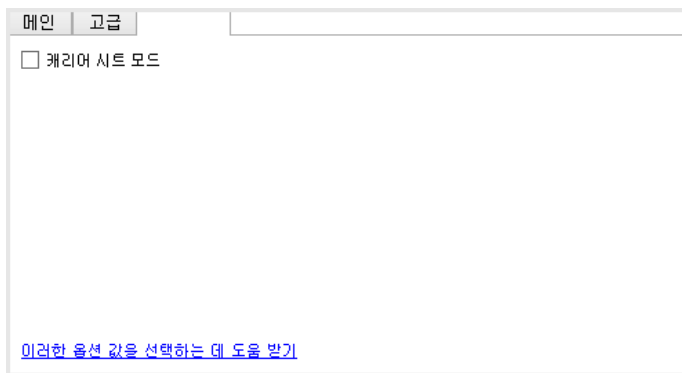 메인 고급
캐리어 시트 모드
이러한 옵션 값을 선택하는 데 도움 받기